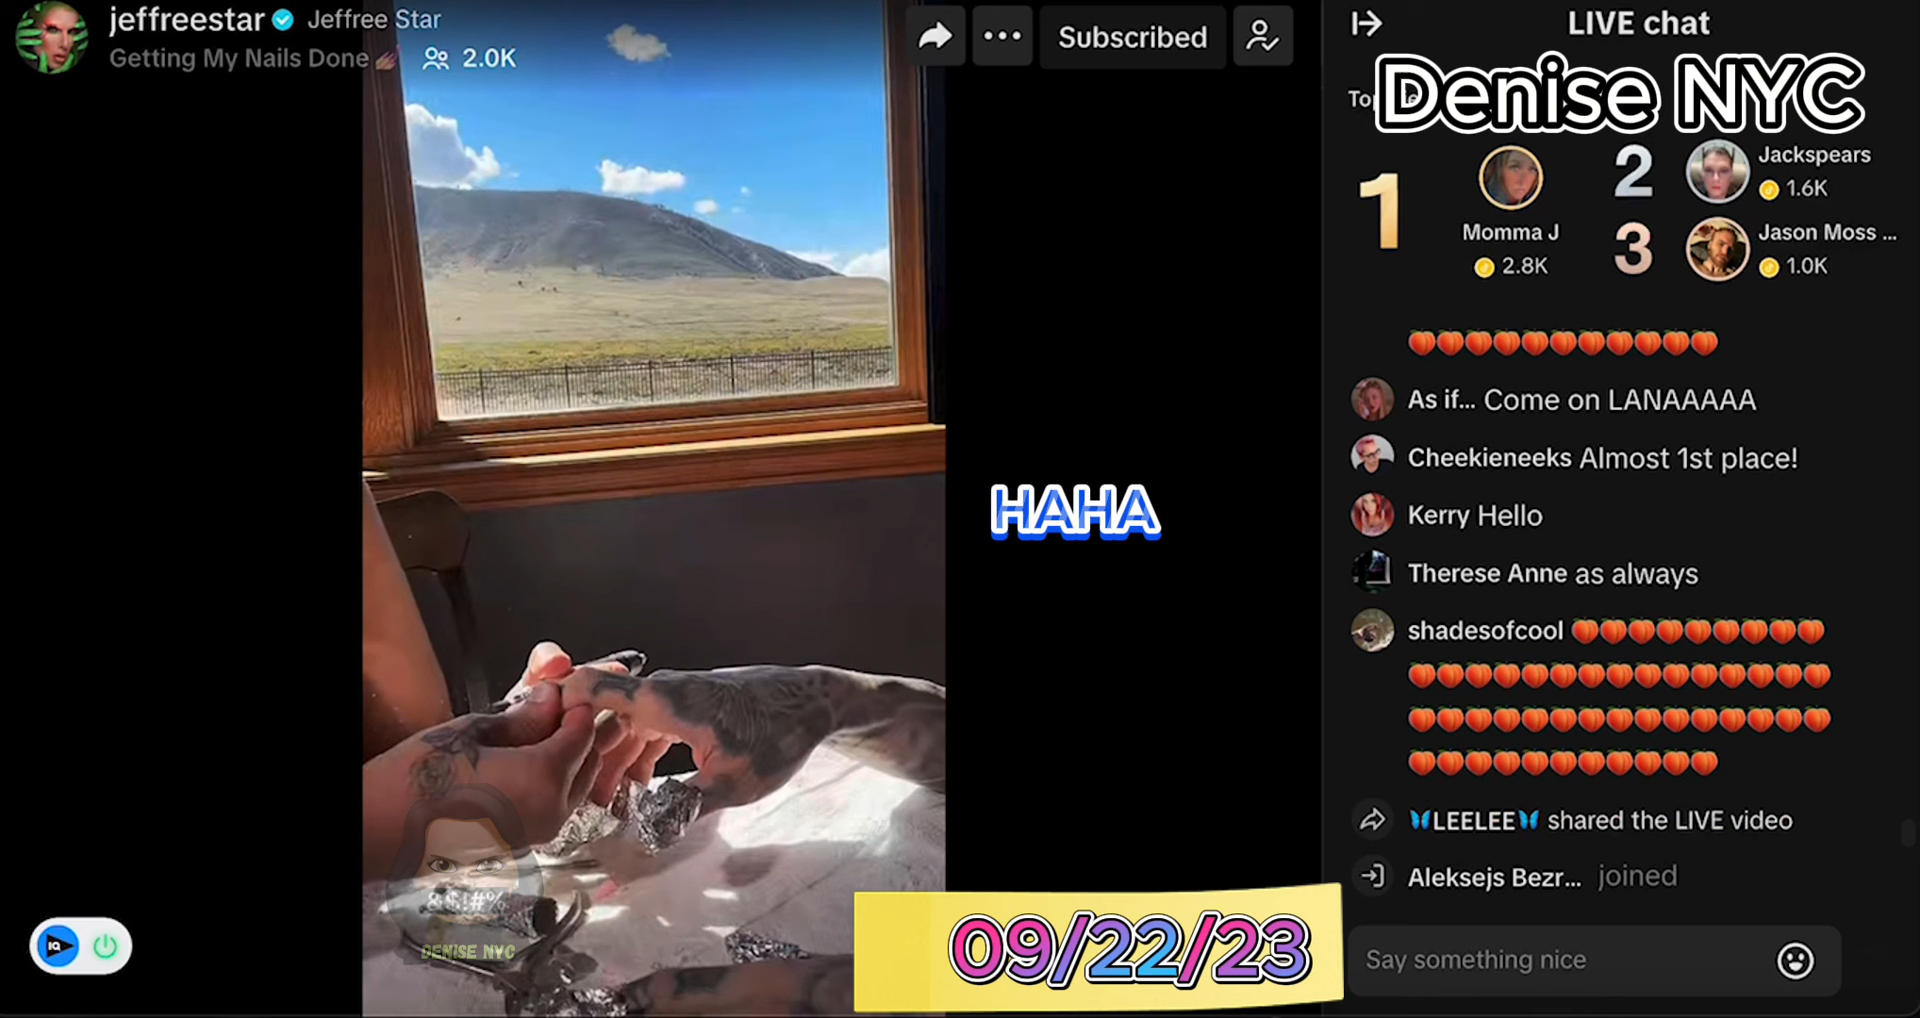 jeffreestar Jeffree Star
Getting My Nails Done 💅 2.0K
Subscribed
LIVE chat
Denise NYC
1
Momma J
2.8K
2
Jackspears
1.6K
3
Jason Moss ...
1.0K
🍑🍑🍑🍑🍑🍑🍑🍑🍑🍑🍑
As if... Come on LANAAAAA
Cheekieneeks Almost 1st place!
Kerry Hello
Therese Anne as always
shadesofcool 🍑🍑🍑🍑🍑🍑🍑🍑🍑
🍑🍑🍑🍑🍑🍑🍑🍑🍑🍑🍑🍑🍑🍑🍑
🍑🍑🍑🍑🍑🍑🍑🍑🍑🍑🍑🍑🍑🍑🍑
🍑🍑🍑🍑🍑🍑🍑🍑🍑🍑🍑
🦋LEELEE🦋 shared the LIVE video
Aleksejs Bezr... joined
Say something nice
HAHA
&$!#%
DENISE NYC
IQ
09/22/23